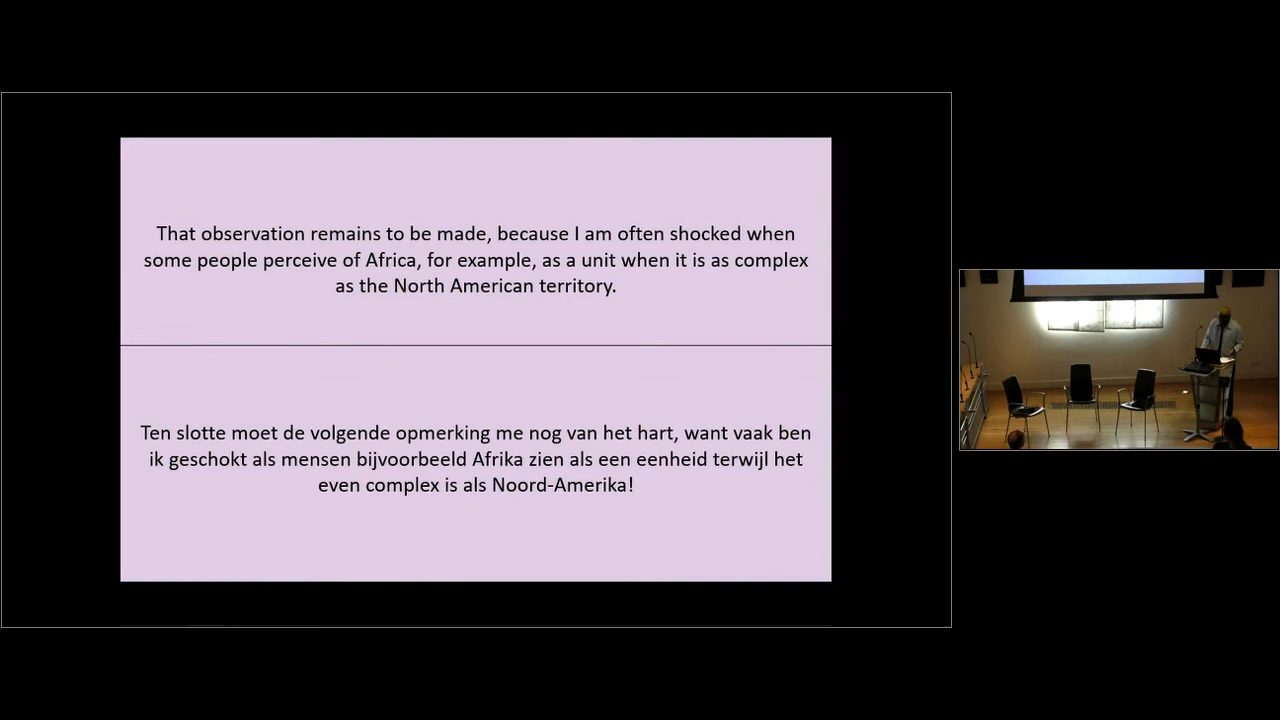 That observation remains to be made, because I am often shocked when
some people perceive of Africa, for example, as a unit when it is as complex
as the North American territory.
Ten slotte moet de volgende opmerking me nog van het hart, want vaak ben
ik geschokt als mensen bijvoorbeeld Afrika zien als een eenheid terwijl het
even complex is als Noord-Amerika!